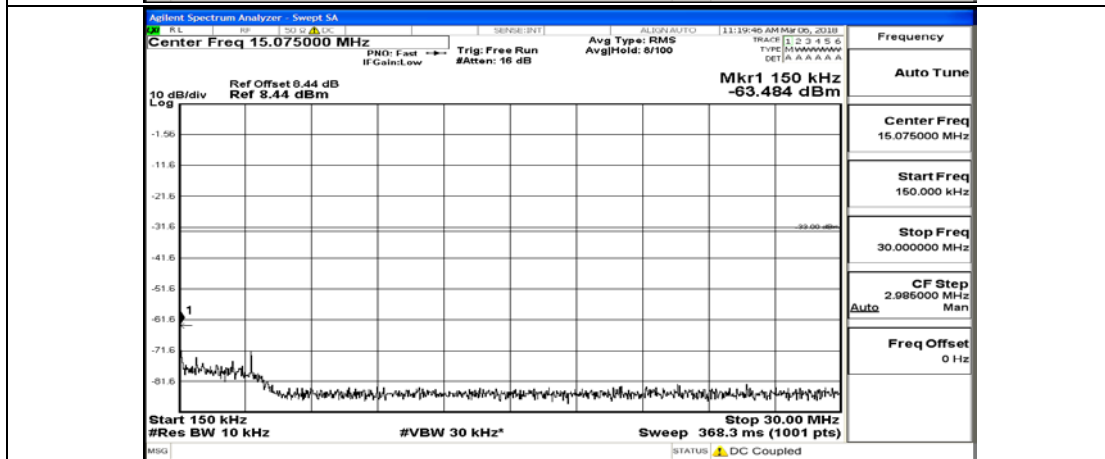 Agilent Spectrum Analyzer - Swept SA
RL RF 50 Ω DC SENSE:INT ALIGN AUTO 11:19:46 AM Mar 06, 2018
Center Freq 15.075000 MHz
PNO: Fast
IFGain:Low
Trig: Free Run
#Atten: 16 dB
Avg Type: RMS
Avg|Hold: 8/100
TRACE 1 2 3 4 5 6
TYPE M WWWWW
DET A A A A A A
Ref Offset 8.44 dB
10 dB/div Ref 8.44 dBm
Log
Mkr1 150 kHz
-63.484 dBm
-1.56
-11.6
-21.6
-31.6
-33.00 dBm
-41.6
-51.6
-61.6
1
-71.6
-81.6
Start 150 kHz
Stop 30.00 MHz
#Res BW 10 kHz
#VBW 30 kHz*
Sweep 368.3 ms (1001 pts)
MSG
STATUS DC Coupled
Frequency
Auto Tune
Center Freq
15.075000 MHz
Start Freq
150.000 kHz
Stop Freq
30.000000 MHz
CF Step
2.985000 MHz
Auto Man
Freq Offset
0 Hz